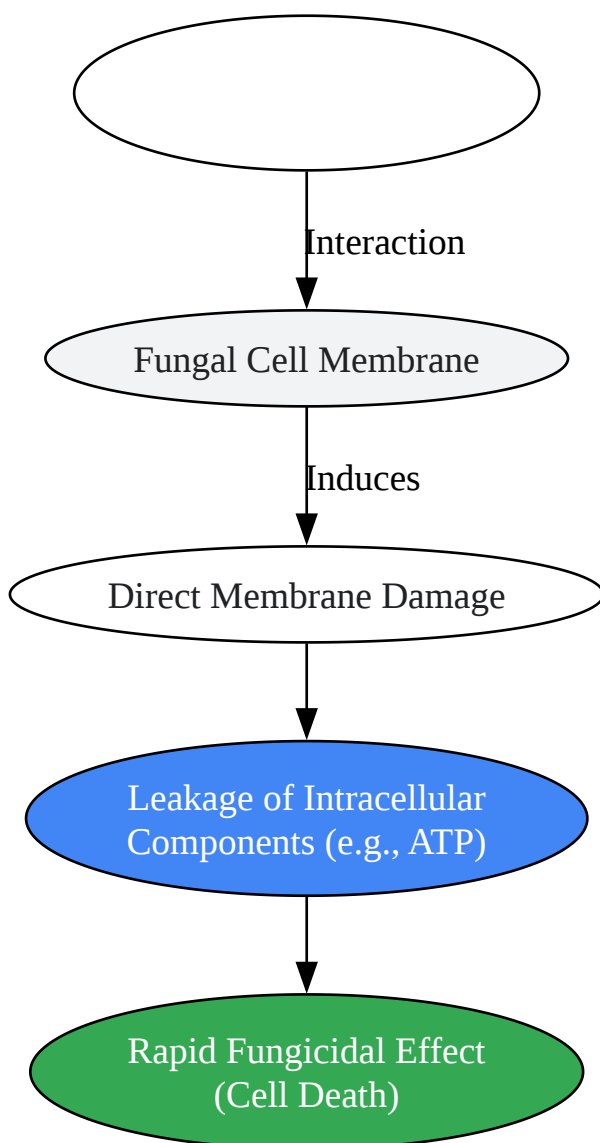 Interaction
Fungal Cell Membrane
Induces
Direct Membrane Damage
Leakage of Intracellular
Components (e.g., ATP)
Rapid Fungicidal Effect
(Cell Death)